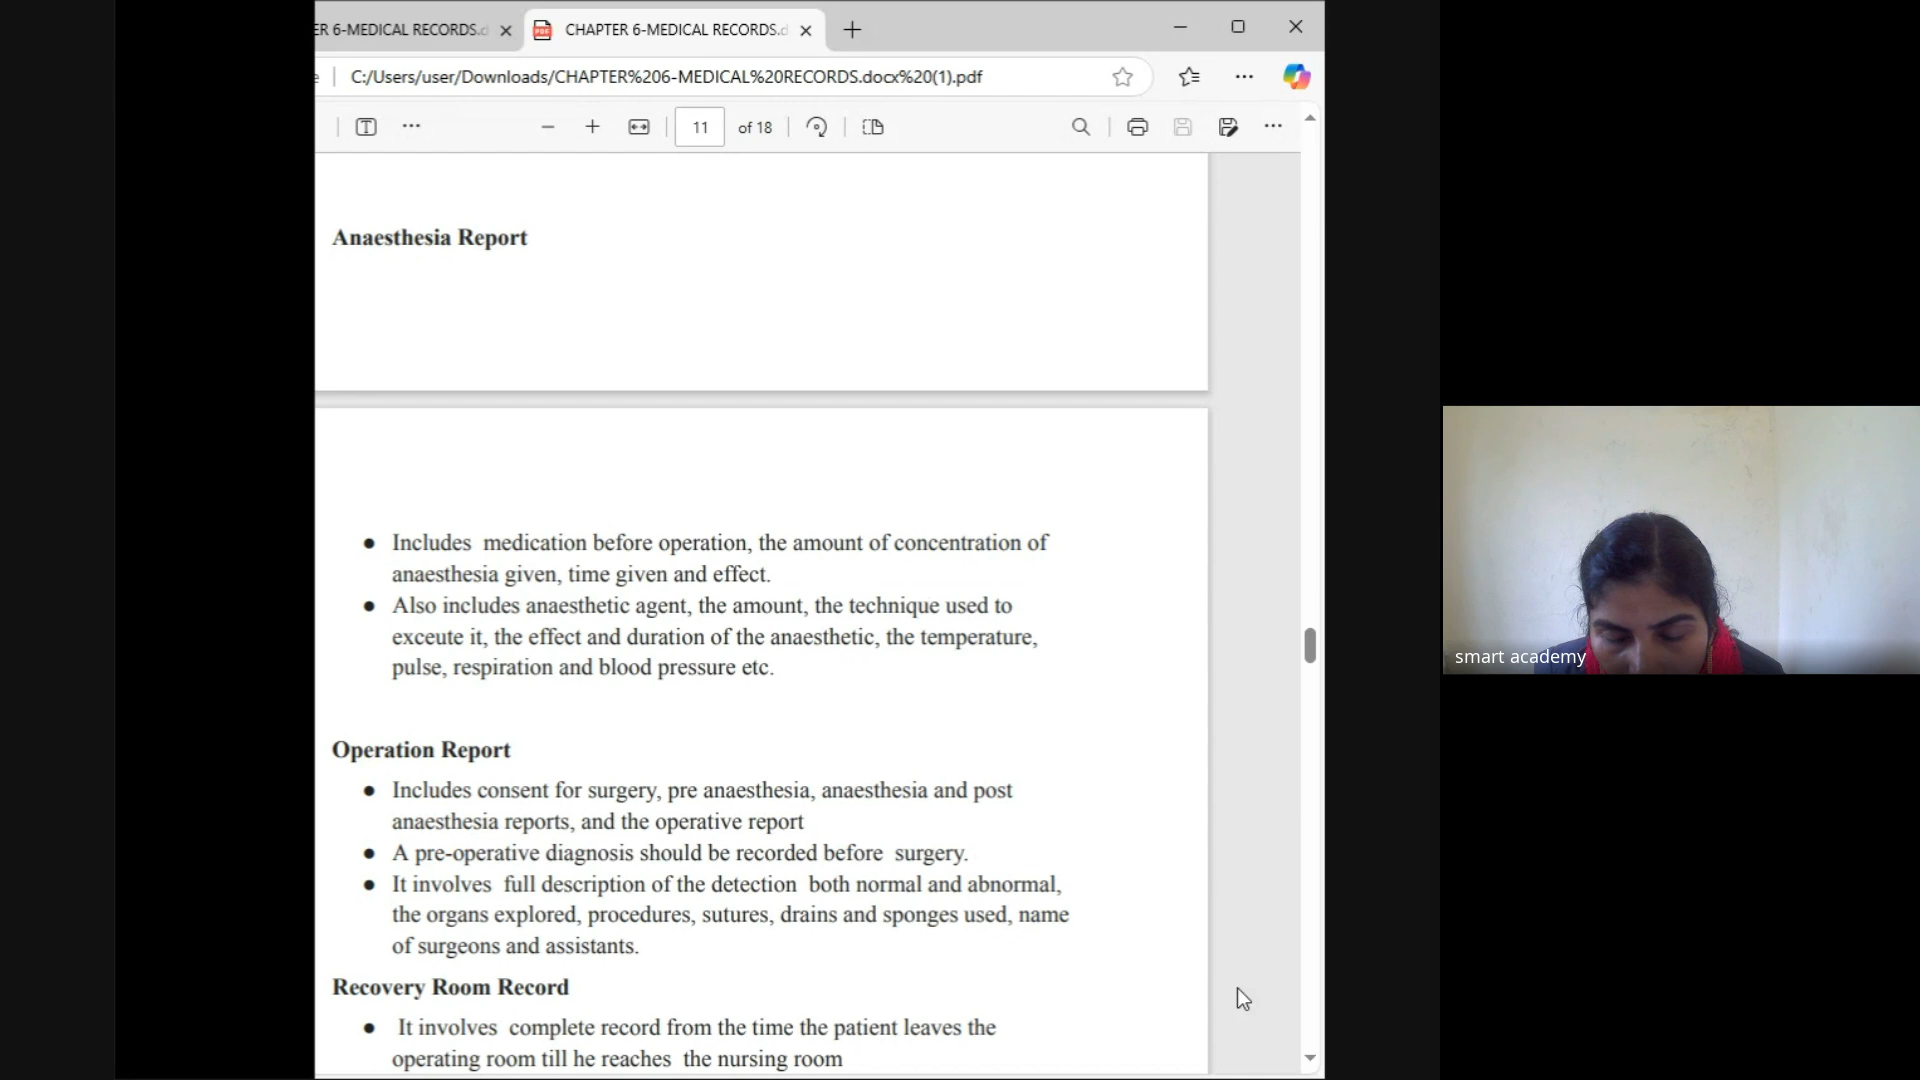 ER 6-MEDICAL RECORDS.d
CHAPTER 6-MEDICAL RECORDS.d
C:/Users/user/Downloads/CHAPTER%206-MEDICAL%20RECORDS.docx%20(1).pdf
11 of 18
Anaesthesia Report
● Includes medication before operation, the amount of concentration of
anaesthesia given, time given and effect.
● Also includes anaesthetic agent, the amount, the technique used to
exceute it, the effect and duration of the anaesthetic, the temperature,
pulse, respiration and blood pressure etc.
Operation Report
● Includes consent for surgery, pre anaesthesia, anaesthesia and post
anaesthesia reports, and the operative report
● A pre-operative diagnosis should be recorded before surgery.
● It involves full description of the detection both normal and abnormal,
the organs explored, procedures, sutures, drains and sponges used, name
of surgeons and assistants.
Recovery Room Record
● It involves complete record from the time the patient leaves the
operating room till he reaches the nursing room
smart academy